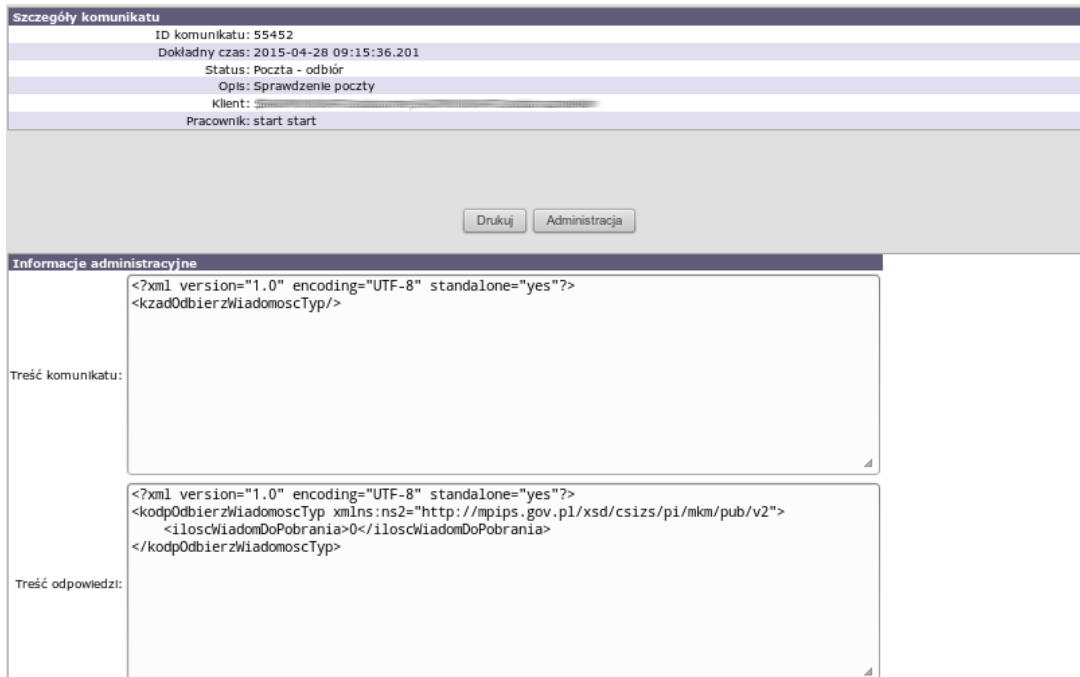 Szczegóły komunikatu
ID komunikatu: 55452
Dokładny czas: 2015-04-28 09:15:36.201
Status: Poczta - odbiór
Opis: Sprawdzenie poczty
Klient:
Pracownik: start start
Drukuj Administracja
Informacje administracyjne
Treść komunikatu:
<?xml version="1.0" encoding="UTF-8" standalone="yes"?>
<kzadOdbierzWiadomoscTyp/>
Treść odpowiedzi:
<?xml version="1.0" encoding="UTF-8" standalone="yes"?>
<kodpOdbierzWiadomoscTyp xmlns:ns2="http://mpips.gov.pl/xsd/csizs/pi/mkm/pub/v2">
    <iloscWiadomDoPobrania>0</iloscWiadomDoPobrania>
</kodpOdbierzWiadomoscTyp>